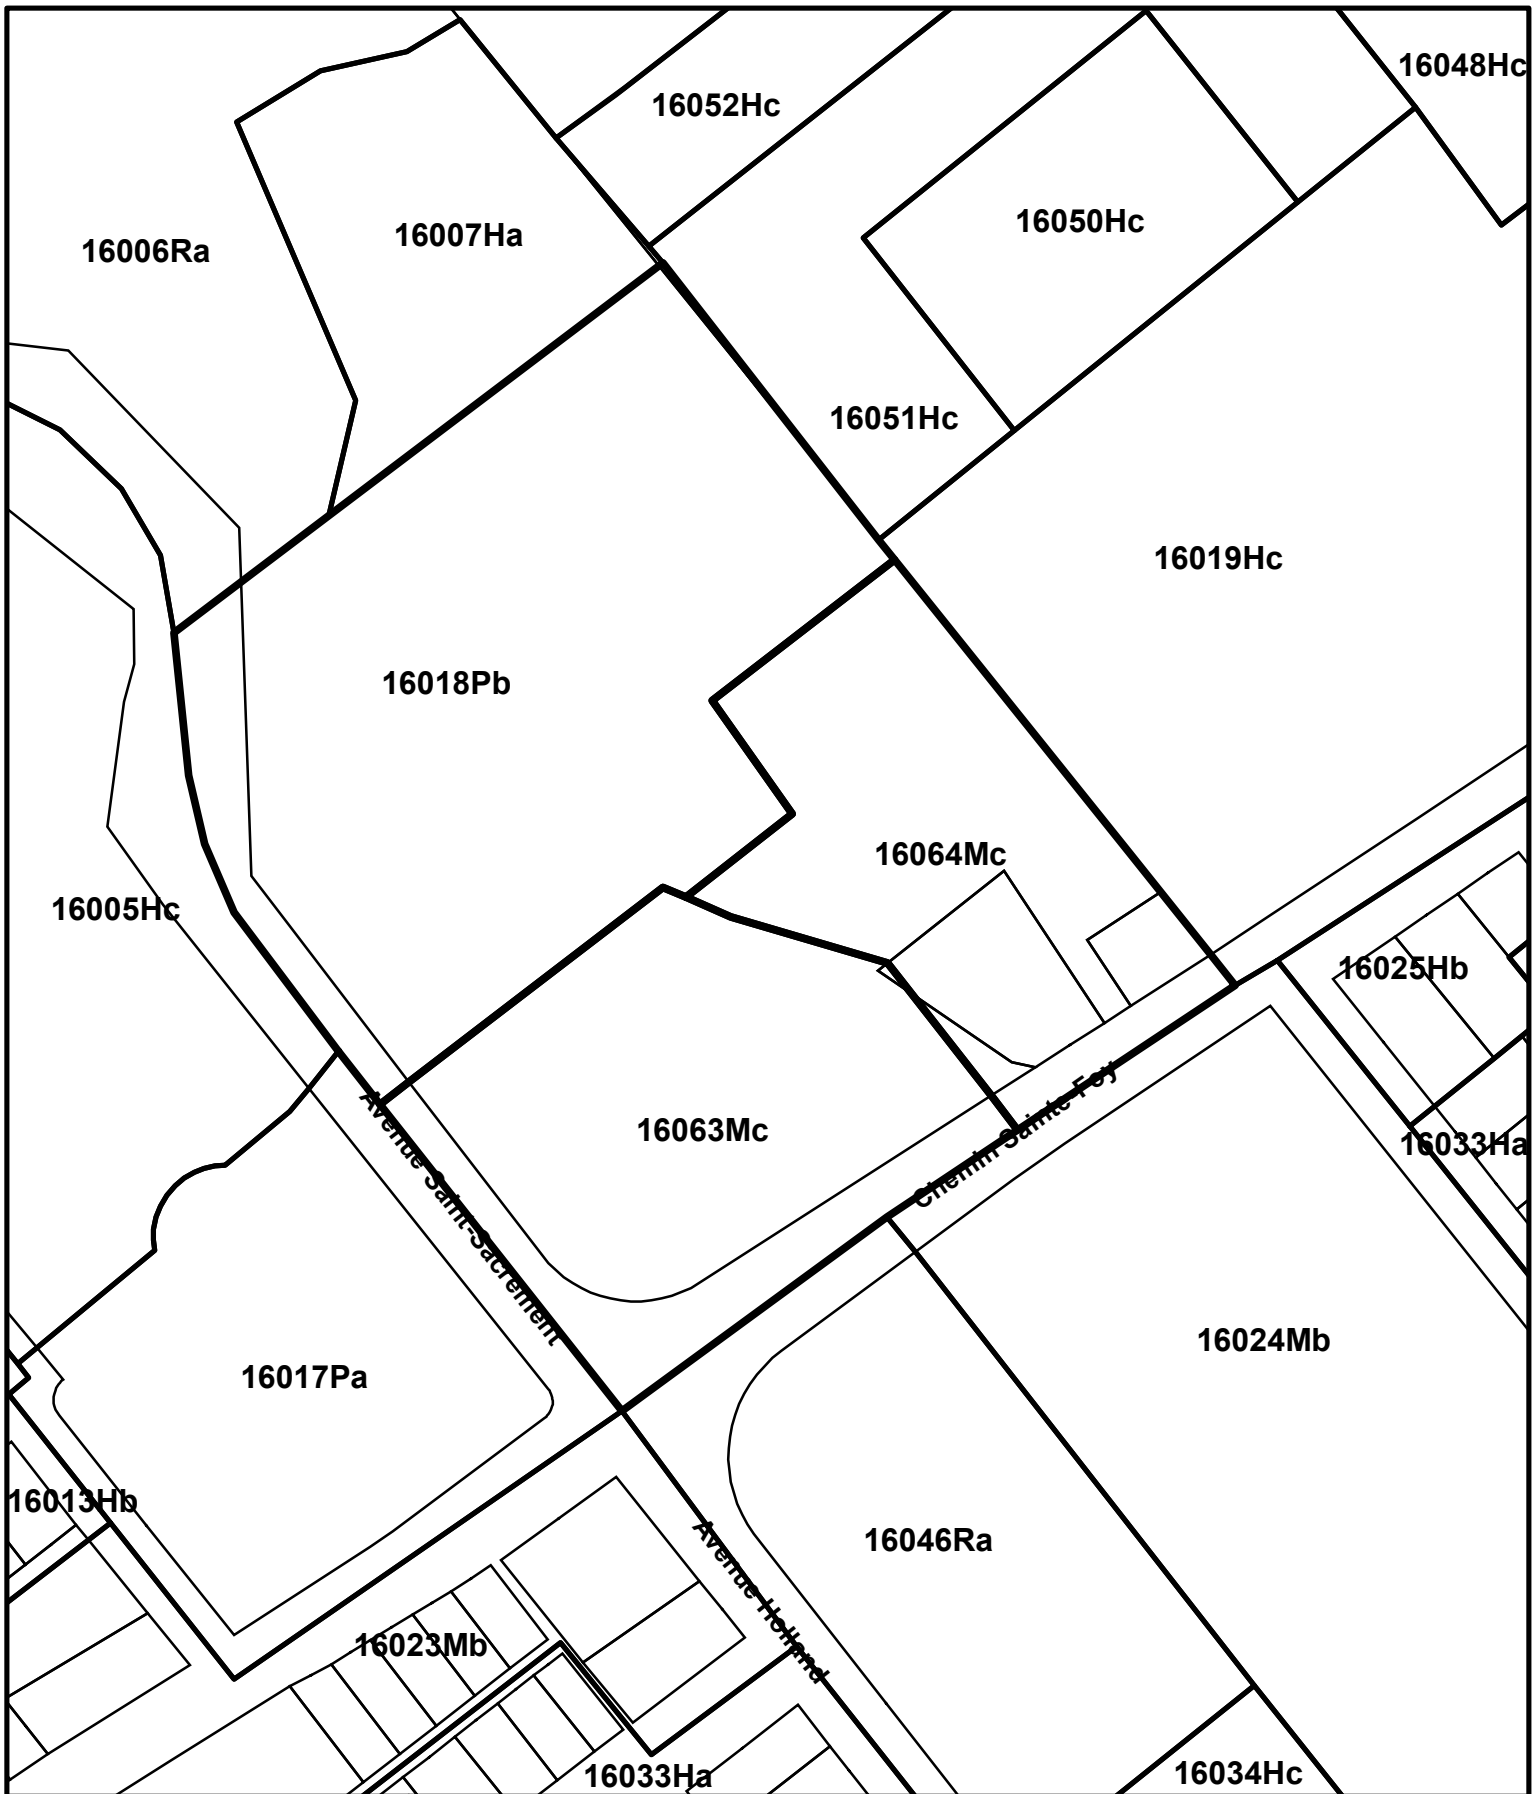 16048Hc
16052Hc
16050Hc
16007Ha
16006Ra
16051Hc
16019Hc
16018Pb
16064Mc
16005Hc
16025Hb
16063Mc
Chemin Sainte-Foy
16033Ha
Avenue Saint-Sacrement
16024Mb
16017Pa
16013Hb
16046Ra
Avenue Holland
16023Mb
16033Ha
16034Hc